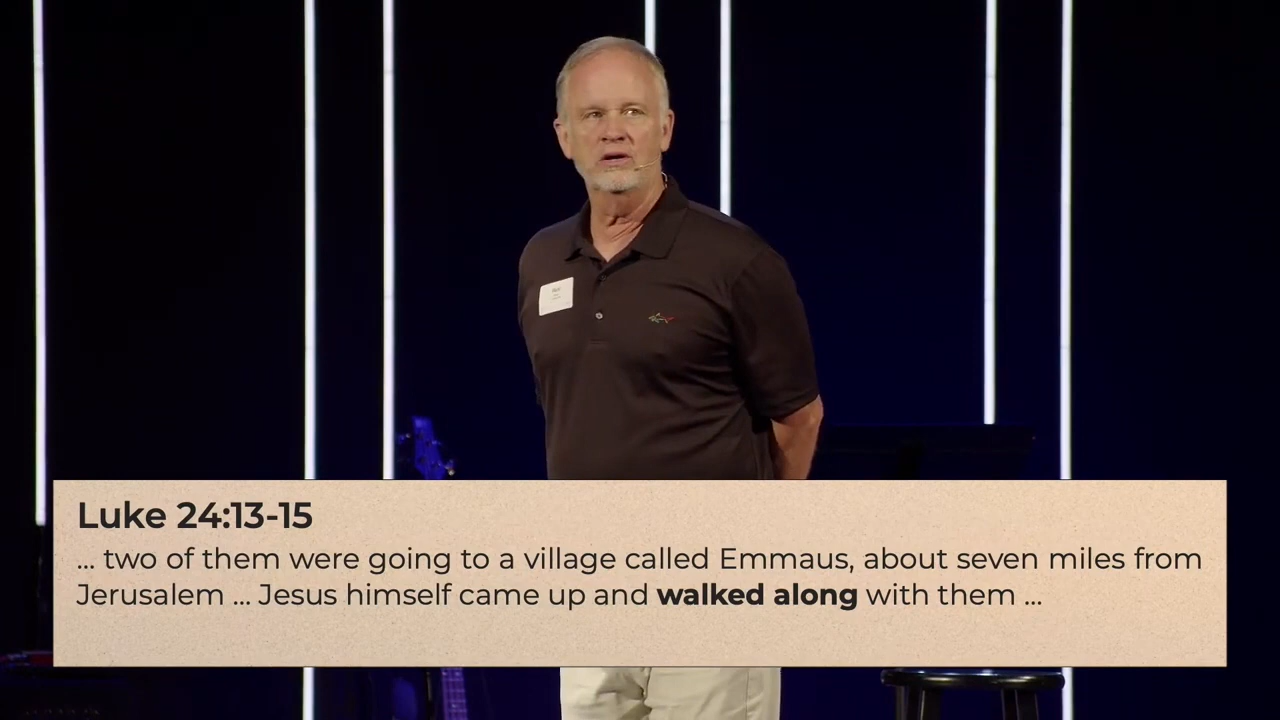 Luke 24:13-15
... two of them were going to a village called Emmaus, about seven miles from
Jerusalem ... Jesus himself came up and walked along with them ...